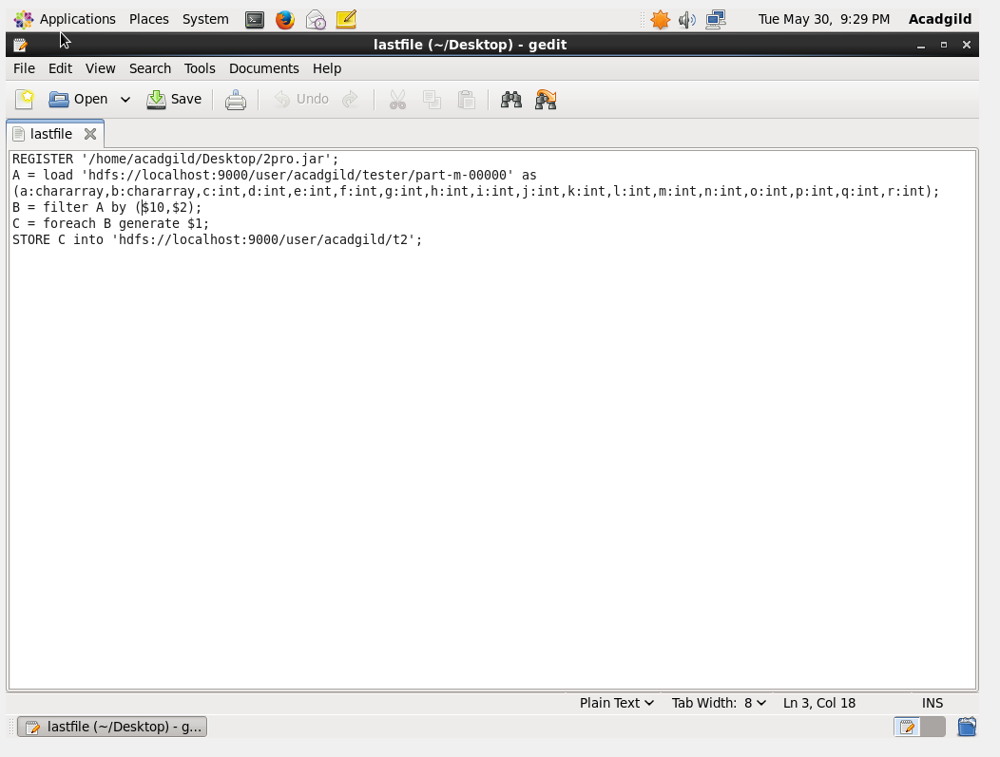 Applications Places System Tue May 30, 9:29 PM Acadgild
lastfile (~/Desktop) - gedit
File Edit View Search Tools Documents Help
Open Save Undo
lastfile
REGISTER '/home/acadgild/Desktop/2pro.jar';
A = load 'hdfs://localhost:9000/user/acadgild/tester/part-m-00000' as
(a:chararray,b:chararray,c:int,d:int,e:int,f:int,g:int,h:int,i:int,j:int,k:int,l:int,m:int,n:int,o:int,p:int,q:int,r:int);
B = filter A by ($10,$2);
C = foreach B generate $1;
STORE C into 'hdfs://localhost:9000/user/acadgild/t2';
Plain Text Tab Width: 8 Ln 3, Col 18 INS
lastfile (~/Desktop) - g...